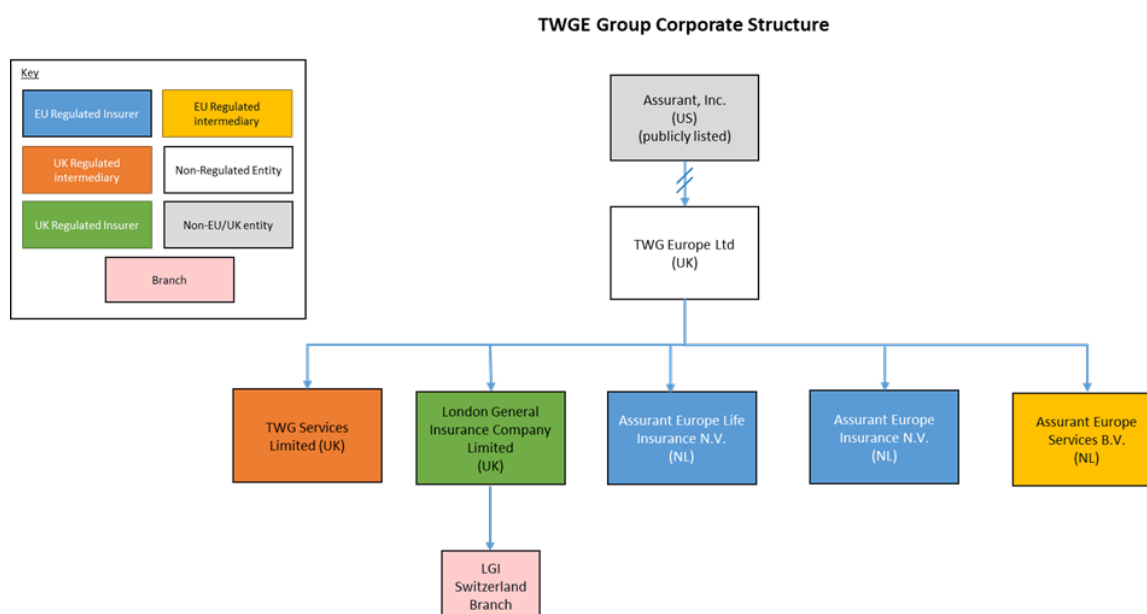 TWGE Group Corporate Structure
Key
EU Regulated Insurer
EU Regulated
intermediary
UK Regulated
intermediary
Non-Regulated Entity
UK Regulated Insurer
Non-EU/UK entity
Branch
Assurant, Inc.
(US)
(publicly listed)
TWG Europe Ltd
(UK)
TWG Services
Limited (UK)
London General
Insurance Company
Limited
(UK)
Assurant Europe Life
Insurance N.V.
(NL)
Assurant Europe
Insurance N.V.
(NL)
Assurant Europe
Services B.V.
(NL)
LGI
Switzerland
Branch